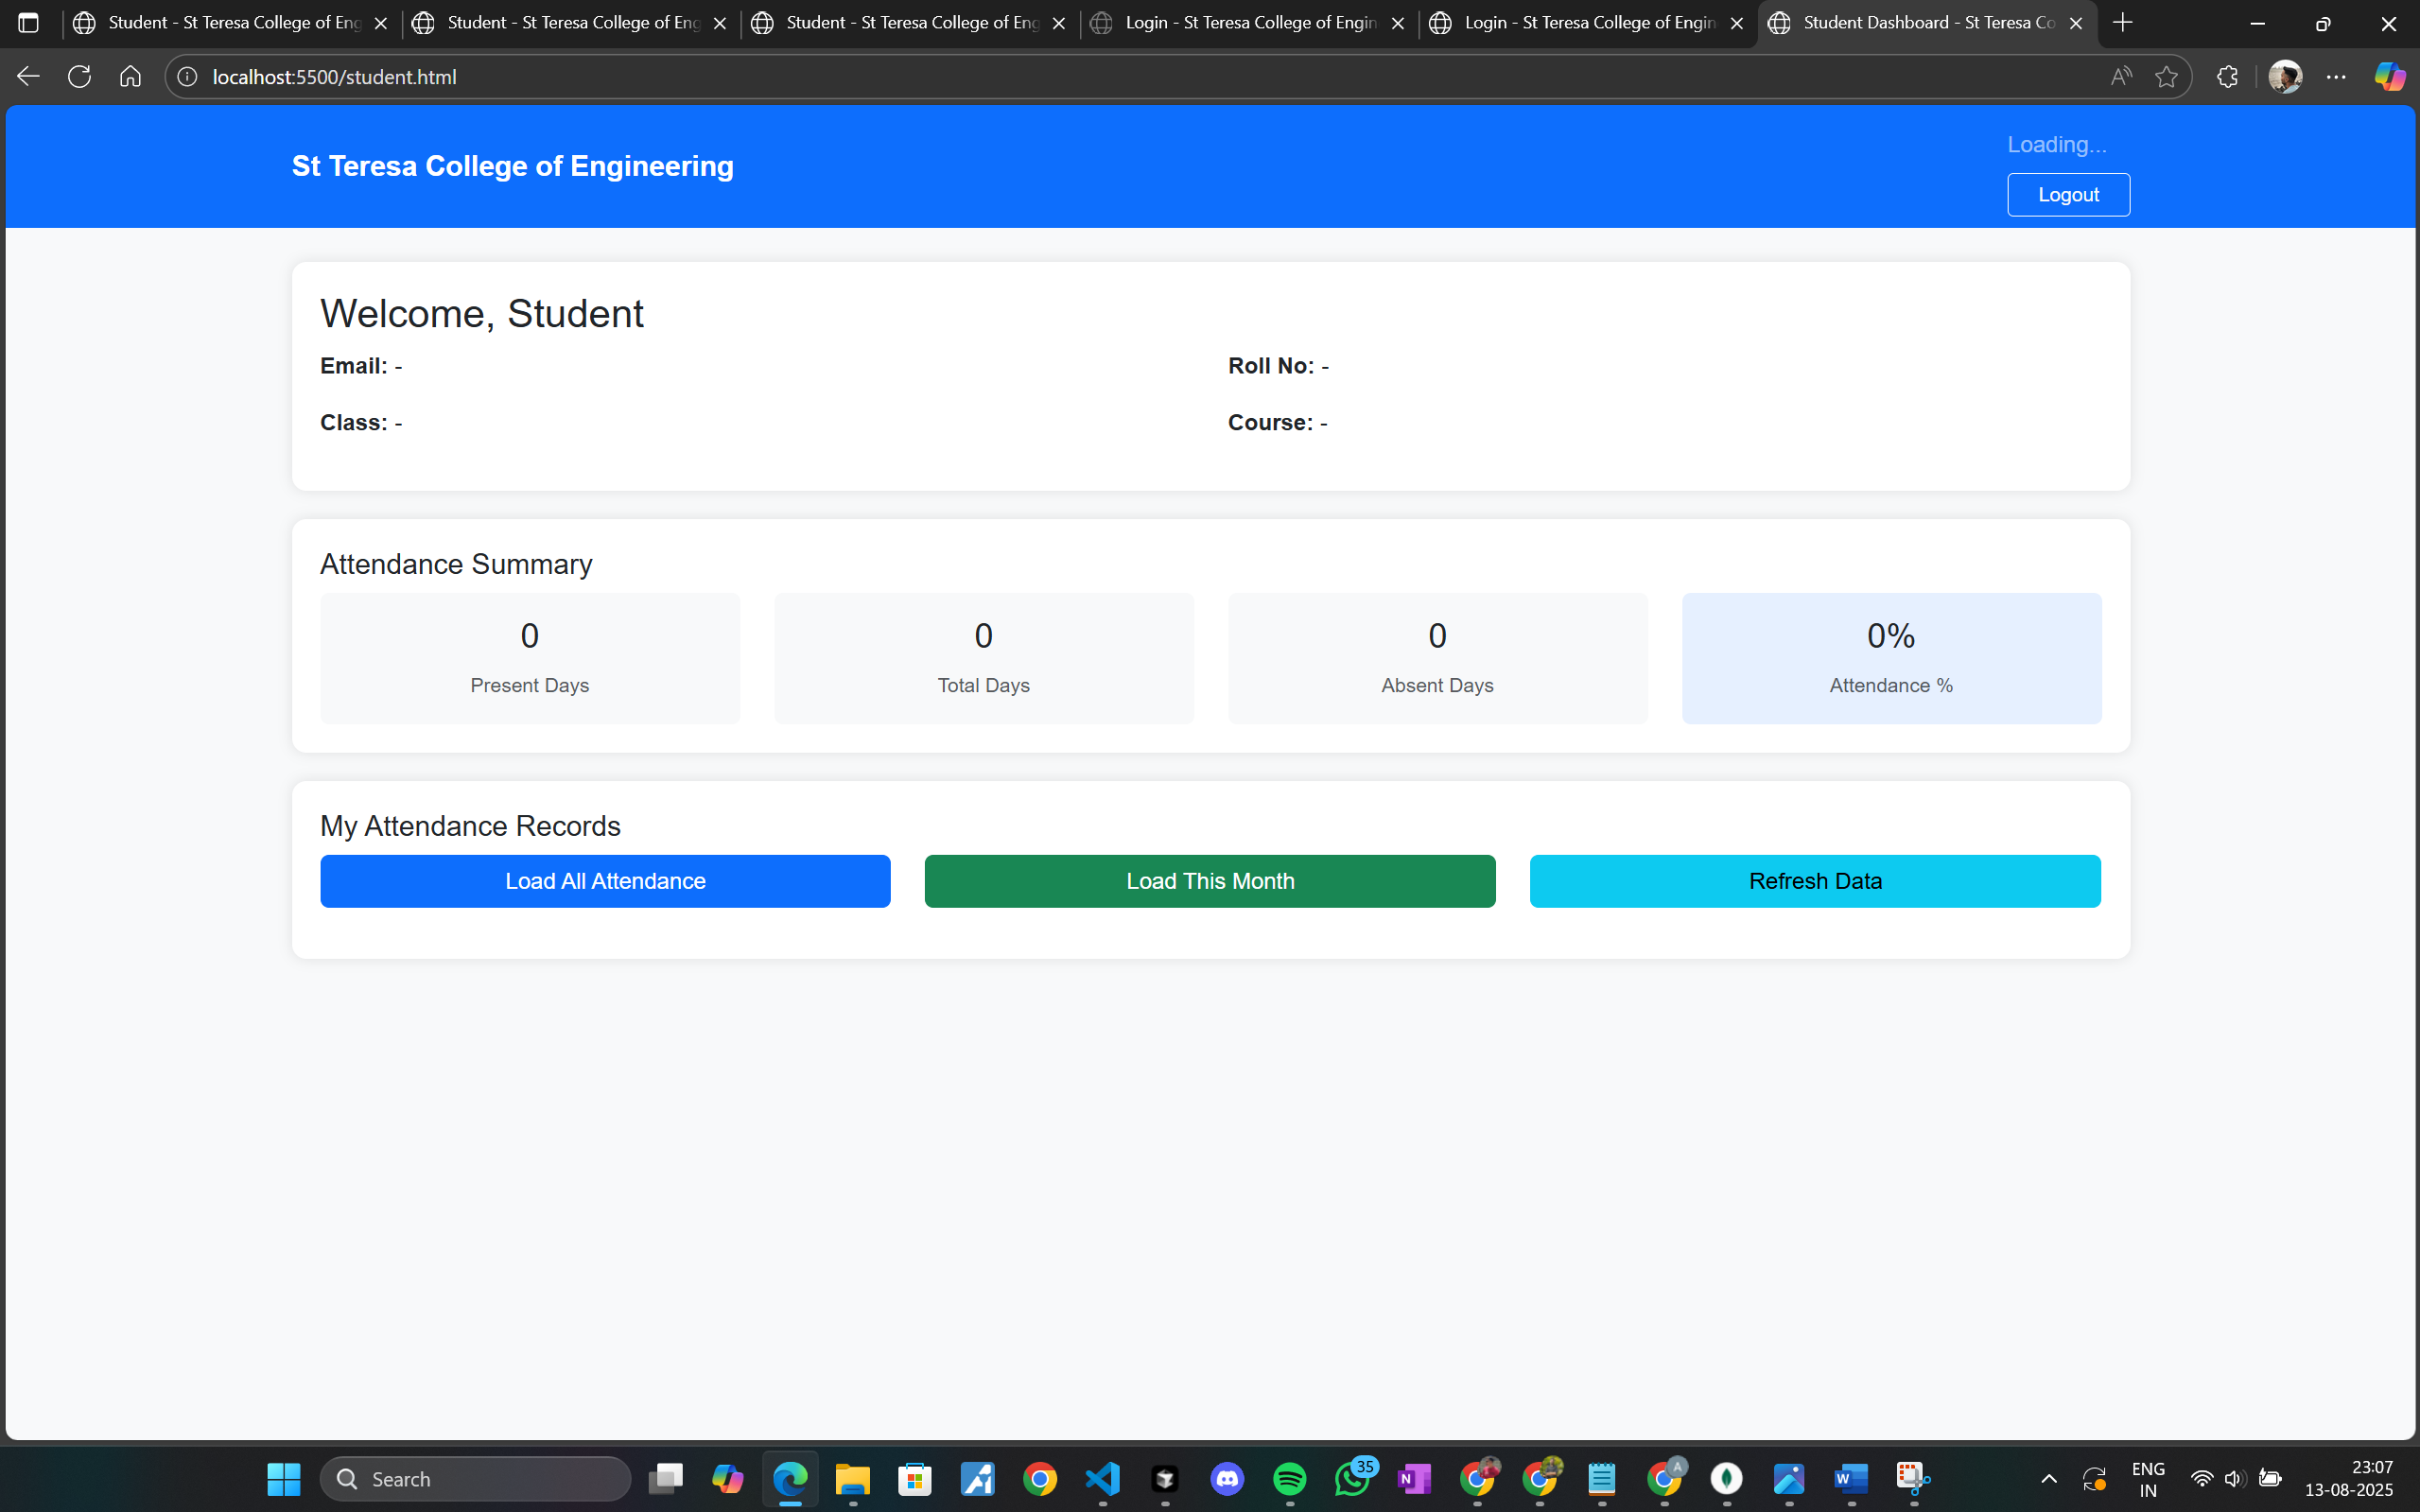 Student - St Teresa College of Eng
Student - St Teresa College of Eng
Student - St Teresa College of Eng
Login - St Teresa College of Engin
Login - St Teresa College of Engin
Student Dashboard - St Teresa Co
localhost:5500/student.html
Loading...
St Teresa College of Engineering
Logout
Welcome, Student
Email: - Roll No: -
Class: - Course: -
Attendance Summary
0 0 0 0%
Present Days Total Days Absent Days Attendance %
My Attendance Records
Load All Attendance Load This Month Refresh Data
Search
35
N
A
W
ENG
IN
23:07
13-08-2025